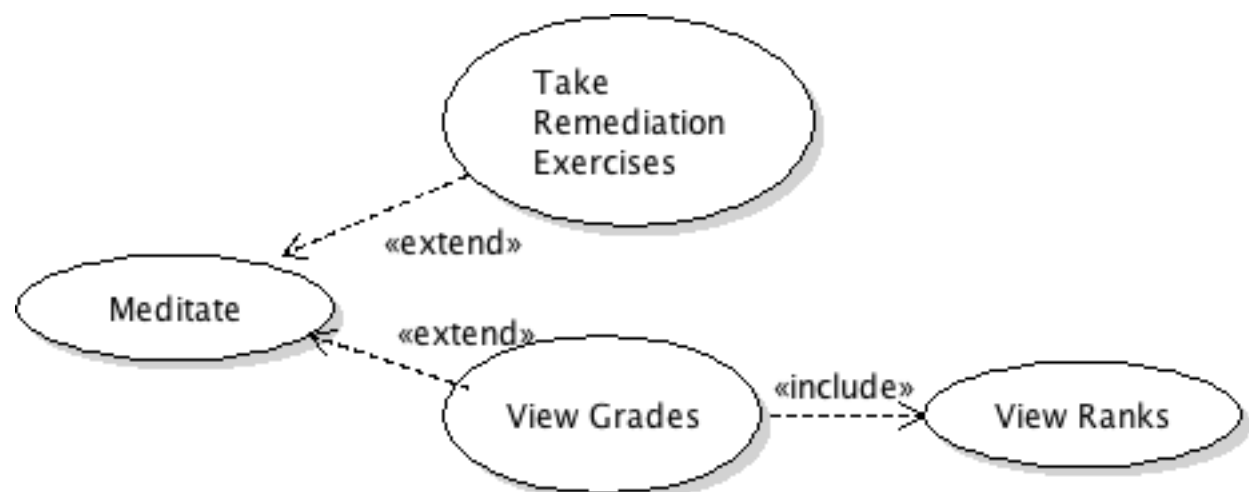 Take
Remediation
Exercises
«extend»
Meditate
«extend»
View Grades
«include»
View Ranks